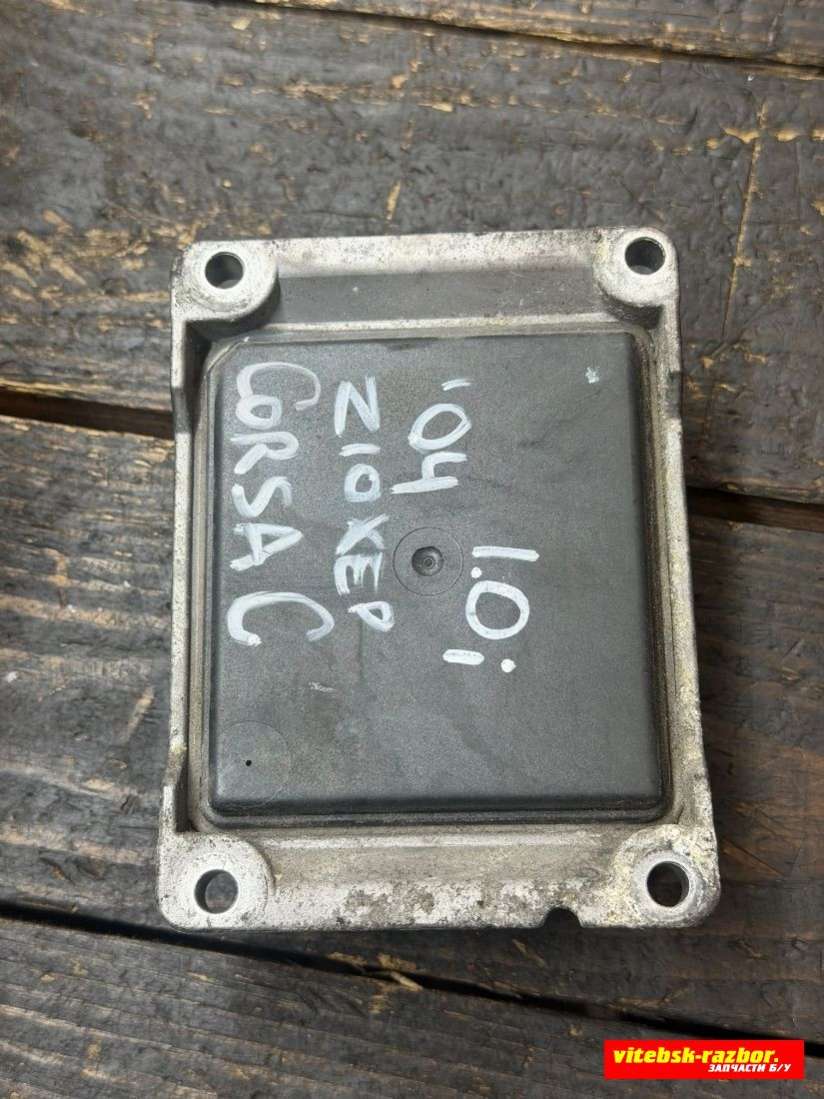 1.0i
'04
Z10XEP
CORSA C
vitebsk-razbor.
ЗАПЧАСТИ Б/У